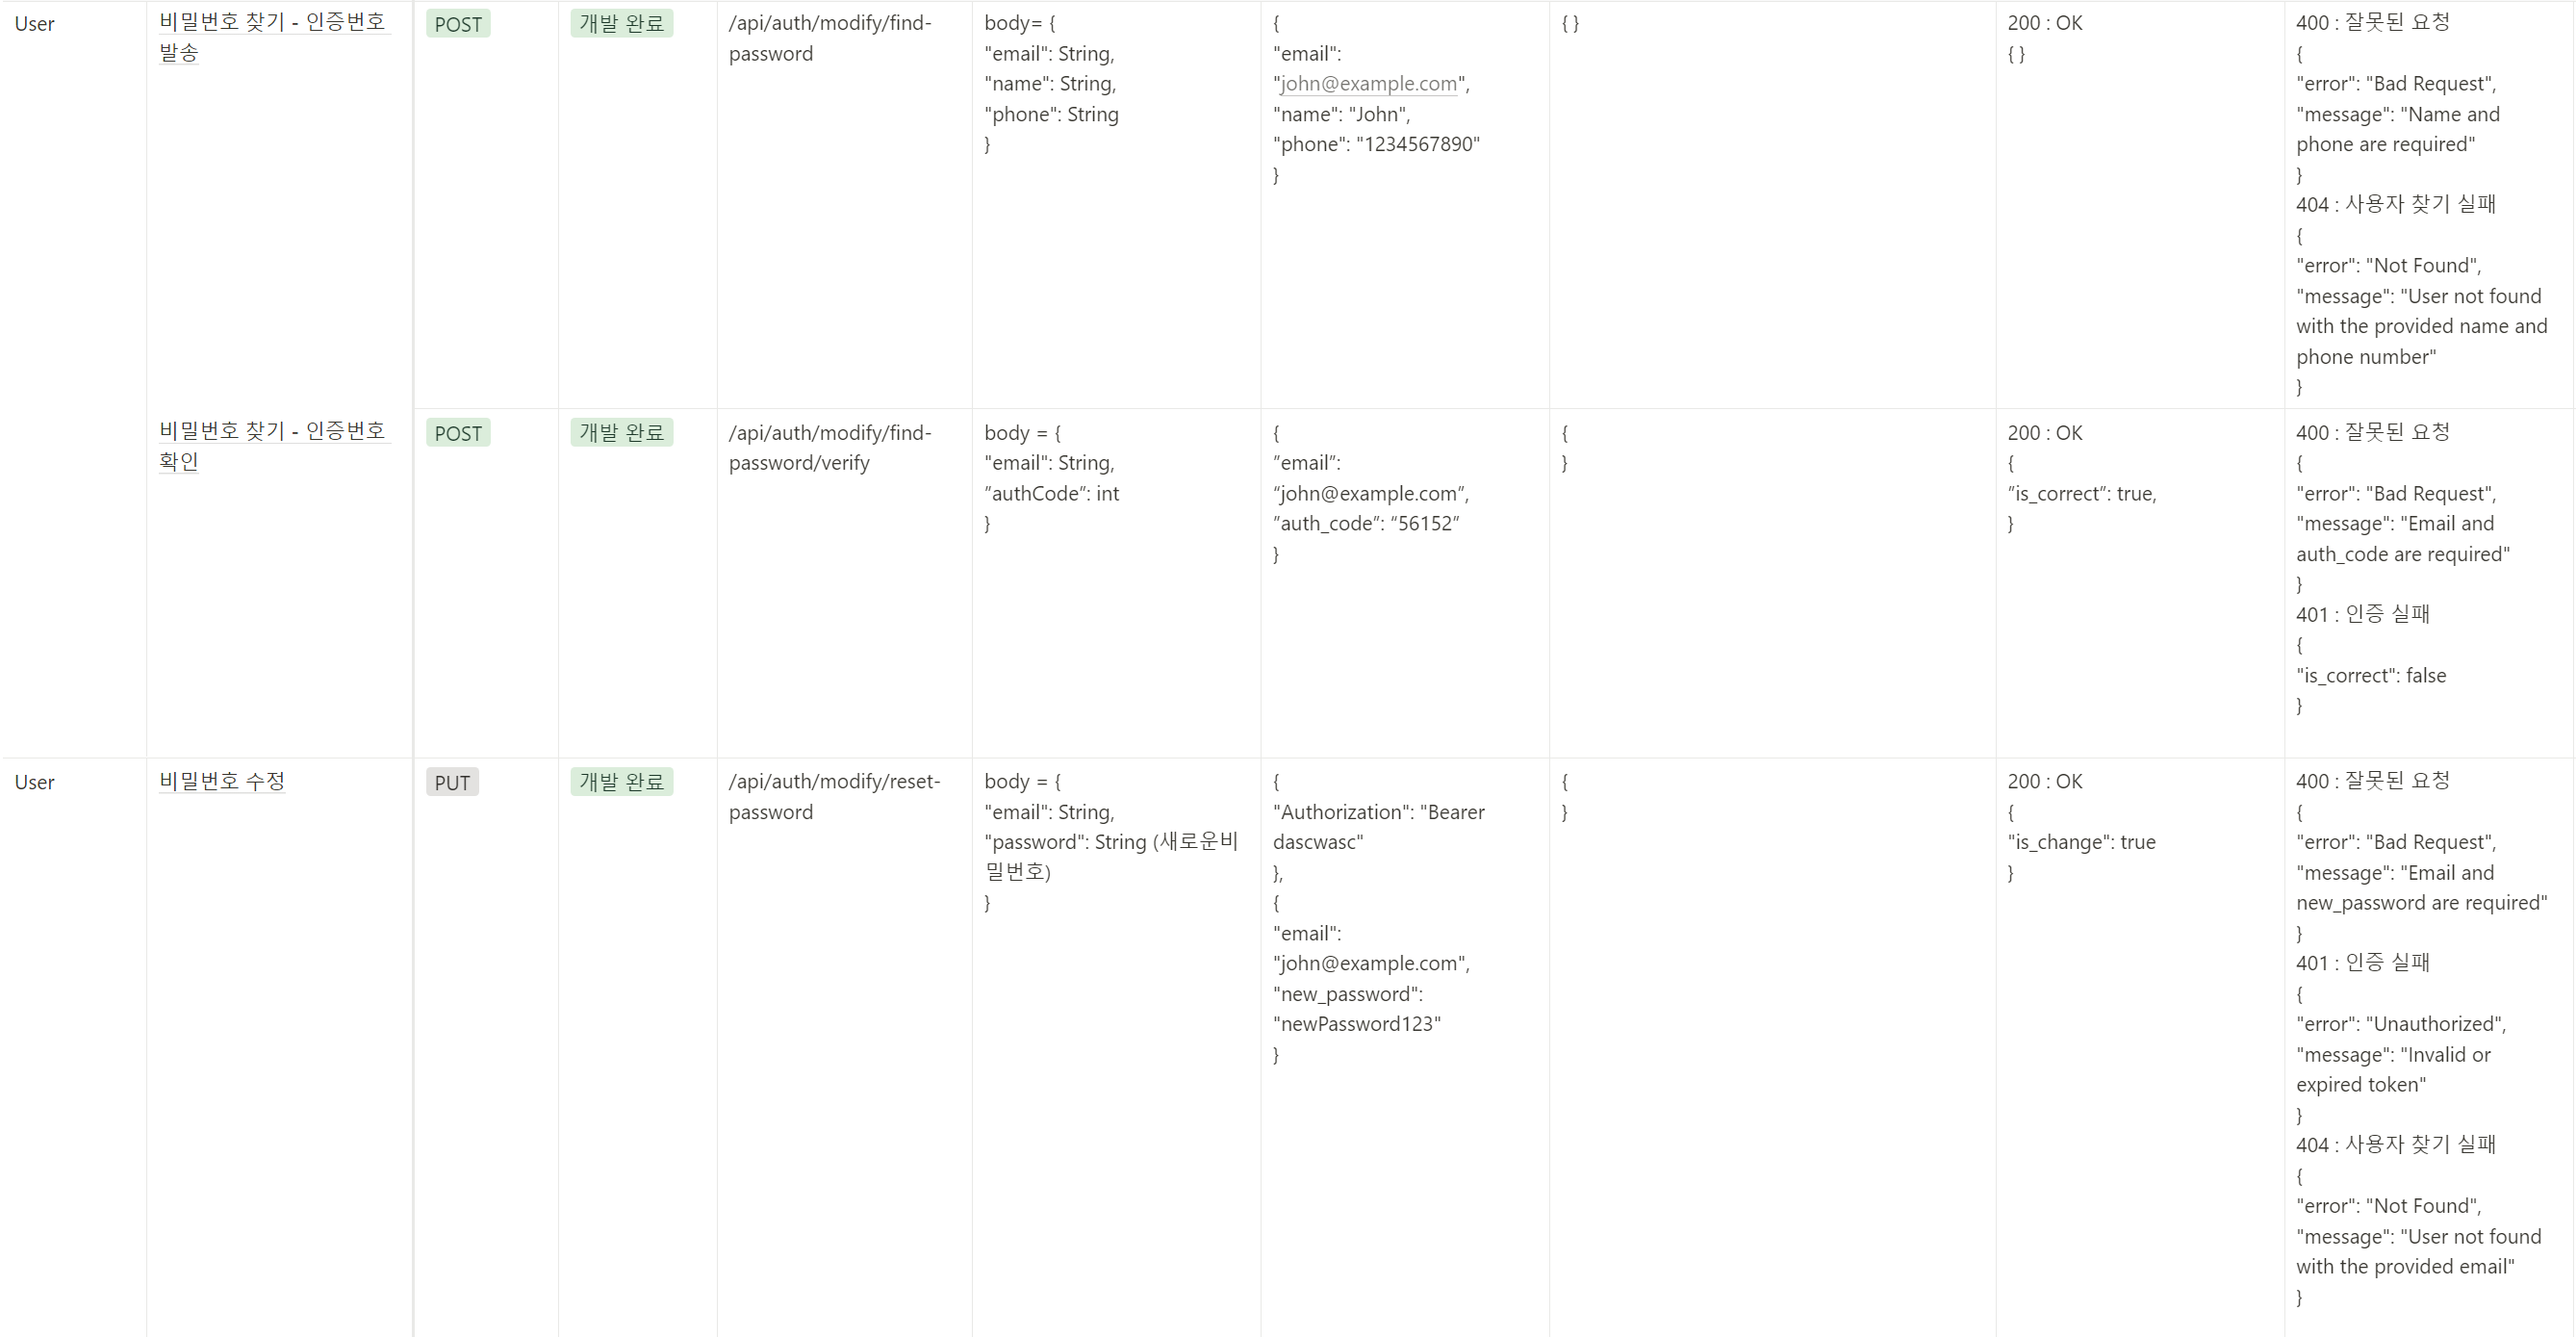 User
비밀번호 찾기 - 인증번호
발송
POST
개발 완료
/api/auth/modify/find-
password
body= {
"email": String,
"name": String,
"phone": String
}
{
"email":
"john@example.com",
"name": "John",
"phone": "1234567890"
}
{ }
200 : OK
{ }
400 : 잘못된 요청
{
"error": "Bad Request",
"message": "Name and
phone are required"
}
404 : 사용자 찾기 실패
{
"error": "Not Found",
"message": "User not found
with the provided name and
phone number"
}
비밀번호 찾기 - 인증번호
확인
POST
개발 완료
/api/auth/modify/find-
password/verify
body = {
"email": String,
”authCode”: int
}
{
”email”:
“john@example.com”,
”auth_code”: “56152”
}
{
}
200 : OK
{
”is_correct”: true,
}
400 : 잘못된 요청
{
"error": "Bad Request",
"message": "Email and
auth_code are required"
}
401 : 인증 실패
{
"is_correct": false
}
User
비밀번호 수정
PUT
개발 완료
/api/auth/modify/reset-
password
body = {
"email": String,
"password": String (새로운비
밀번호)
}
{
"Authorization": "Bearer
dascwasc"
},
{
"email":
"john@example.com",
"new_password":
"newPassword123"
}
{
}
200 : OK
{
"is_change": true
}
400 : 잘못된 요청
{
"error": "Bad Request",
"message": "Email and
new_password are required"
}
401 : 인증 실패
{
"error": "Unauthorized",
"message": "Invalid or
expired token"
}
404 : 사용자 찾기 실패
{
"error": "Not Found",
"message": "User not found
with the provided email"
}